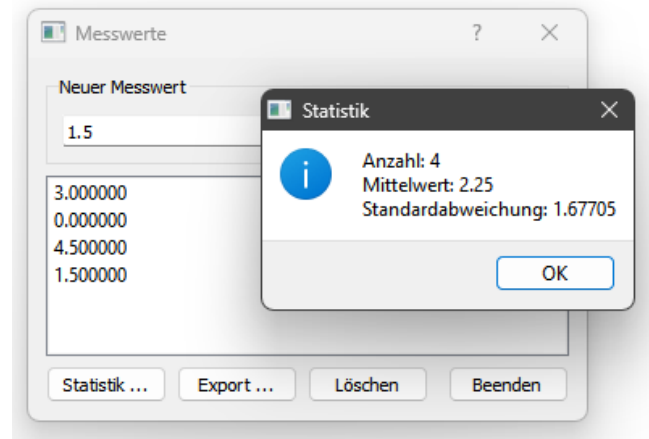 Messwerte
?
Neuer Messwert
1.5
3.000000
0.000000
4.500000
1.500000
Statistik
Anzahl: 4
Mittelwert: 2.25
Standardabweichung: 1.67705
OK
Statistik ...
Export ...
Löschen
Beenden